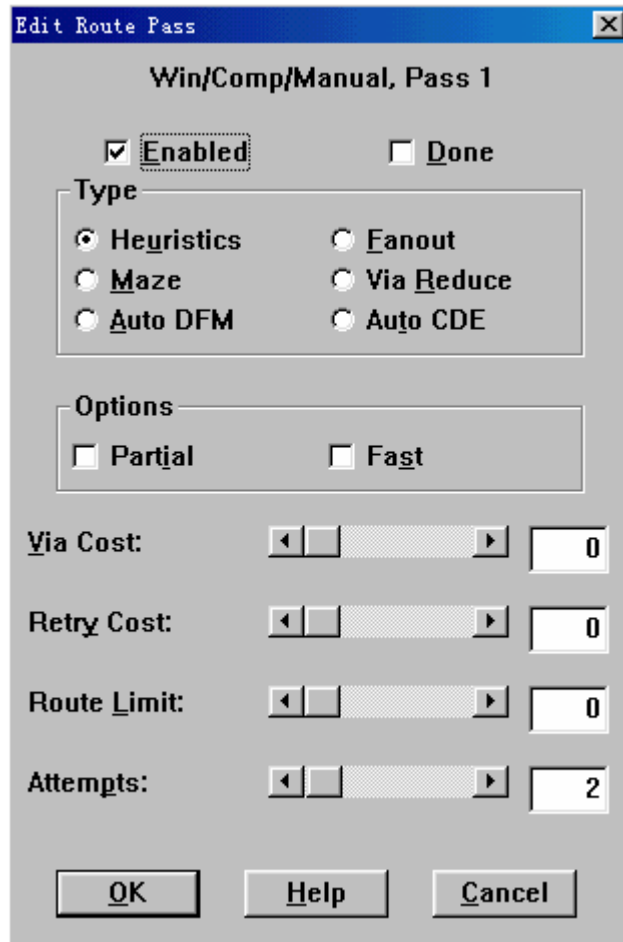 Edit Route Pass
Win/Comp/Manual, Pass 1
Enabled Done
Type
Heuristics Fanout
Maze Via Reduce
Auto DFM Auto CDE
Options
Partial Fast
Via Cost: 0
Retry Cost: 0
Route Limit: 0
Attempts: 2
OK Help Cancel